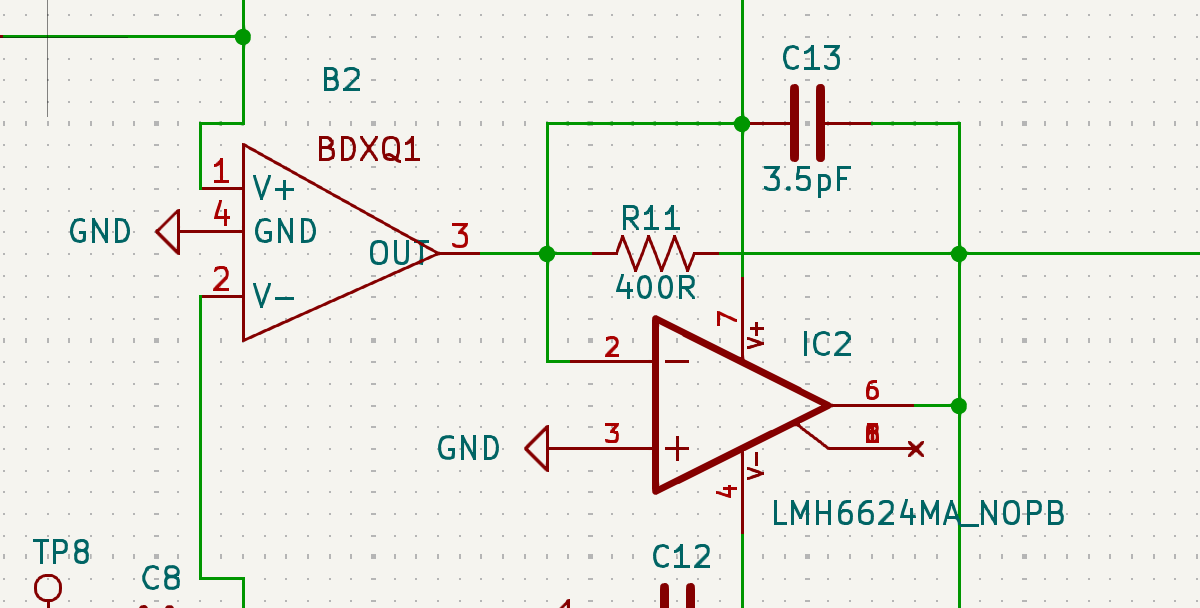 C13
B2
BDXQ1
1
V+
3.5pF
4
GND
GND
R11
OUT
3
2
V-
400R
7
V+
IC2
2
−
6
GND
3
+
V-
4
LMH6624MA_NOPB
TP8
C8
C12